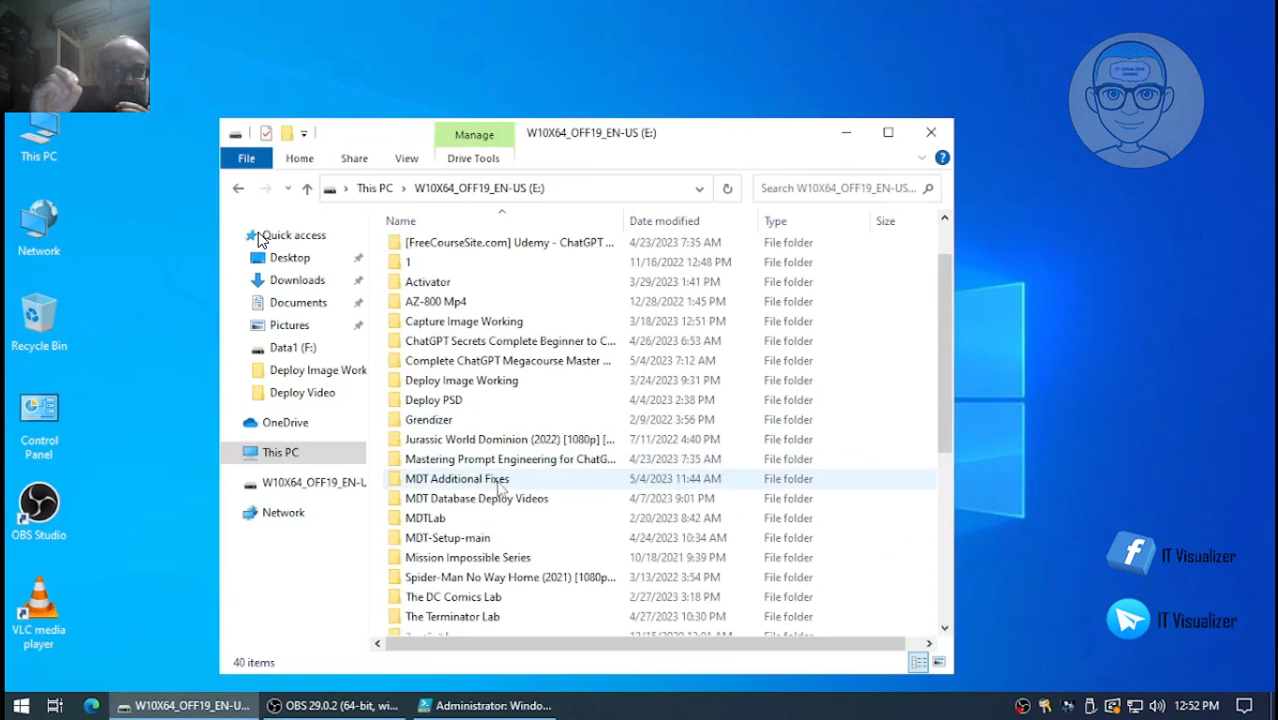 IT VISUALIZER
CHANNEL
This PC
Network
Recycle Bin
Control
Panel
OBS Studio
VLC media
player
Manage
W10X64_OFF19_EN-US (E:)
File
Home
Share
View
Drive Tools
This PC > W10X64_OFF19_EN-US (E:)
Search W10X64_OFF19_EN-US...
Quick access
Desktop
Downloads
Documents
Pictures
Data1 (F:)
Deploy Image Work
Deploy Video
OneDrive
This PC
W10X64_OFF19_EN-U
Network
Name Date modified Type Size
[FreeCourseSite.com] Udemy - ChatGPT ... 4/23/2023 7:35 AM File folder
1 11/16/2022 12:48 PM File folder
Activator 3/29/2023 1:41 PM File folder
AZ-800 Mp4 12/28/2022 1:45 PM File folder
Capture Image Working 3/18/2023 12:51 PM File folder
ChatGPT Secrets Complete Beginner to C... 4/26/2023 6:53 AM File folder
Complete ChatGPT Megacourse Master ... 5/4/2023 7:12 AM File folder
Deploy Image Working 3/24/2023 9:31 PM File folder
Deploy PSD 4/4/2023 2:38 PM File folder
Grendizer 2/9/2022 3:56 PM File folder
Jurassic World Dominion (2022) [1080p] [... 7/11/2022 4:40 PM File folder
Mastering Prompt Engineering for ChatG... 4/23/2023 7:35 AM File folder
MDT Additional Fixes 5/4/2023 11:44 AM File folder
MDT Database Deploy Videos 4/7/2023 9:01 PM File folder
MDTLab 2/20/2023 8:42 AM File folder
MDT-Setup-main 4/24/2023 10:34 AM File folder
Mission Impossible Series 10/18/2021 9:39 PM File folder
Spider-Man No Way Home (2021) [1080p... 3/13/2022 3:54 PM File folder
The DC Comics Lab 2/27/2023 3:18 PM File folder
The Terminator Lab 4/27/2023 10:30 PM File folder
40 items
IT Visualizer
IT Visualizer
W10X64_OFF19_EN-U...
OBS 29.0.2 (64-bit, wi...
Administrator: Windo...
12:52 PM